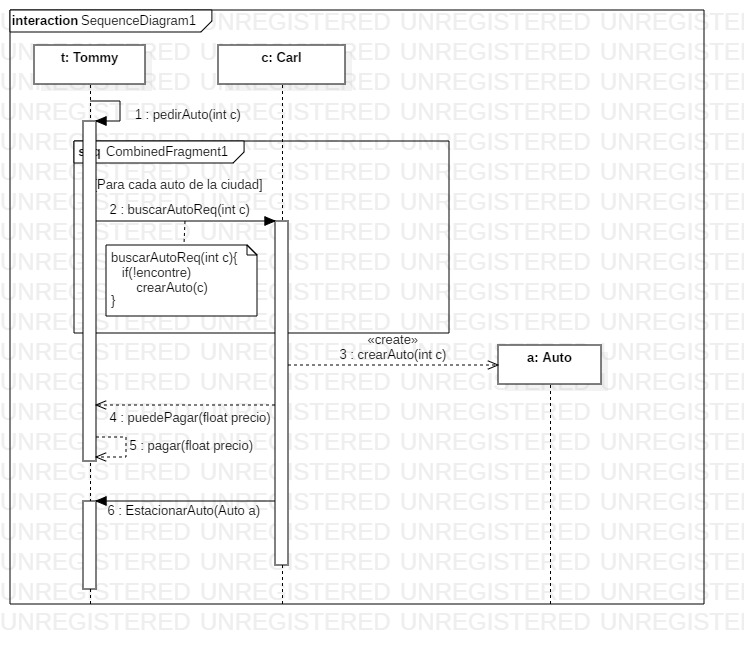 interaction SequenceDiagram1
t: Tommy
c: Carl
1 : pedirAuto(int c)
seq CombinedFragment1
[Para cada auto de la ciudad]
2 : buscarAutoReq(int c)
buscarAutoReq(int c){
if(!encontre)
crearAuto(c)
}
«create»
3 : crearAuto(int c)
a: Auto
4 : puedePagar(float precio)
5 : pagar(float precio)
6 : EstacionarAuto(Auto a)
UNREGISTERED UNREGISTERED UNREGISTERED UNREGISTERED